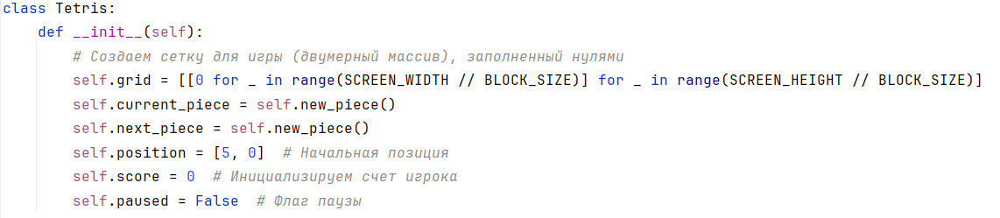 class Tetris:
    def __init__(self):
        # Создаем сетку для игры (двумерный массив), заполненный нулями
        self.grid = [[0 for _ in range(SCREEN_WIDTH // BLOCK_SIZE)] for _ in range(SCREEN_HEIGHT // BLOCK_SIZE)]
        self.current_piece = self.new_piece()
        self.next_piece = self.new_piece()
        self.position = [5, 0]  # Начальная позиция
        self.score = 0  # Инициализируем счет игрока
        self.paused = False  # Флаг паузы